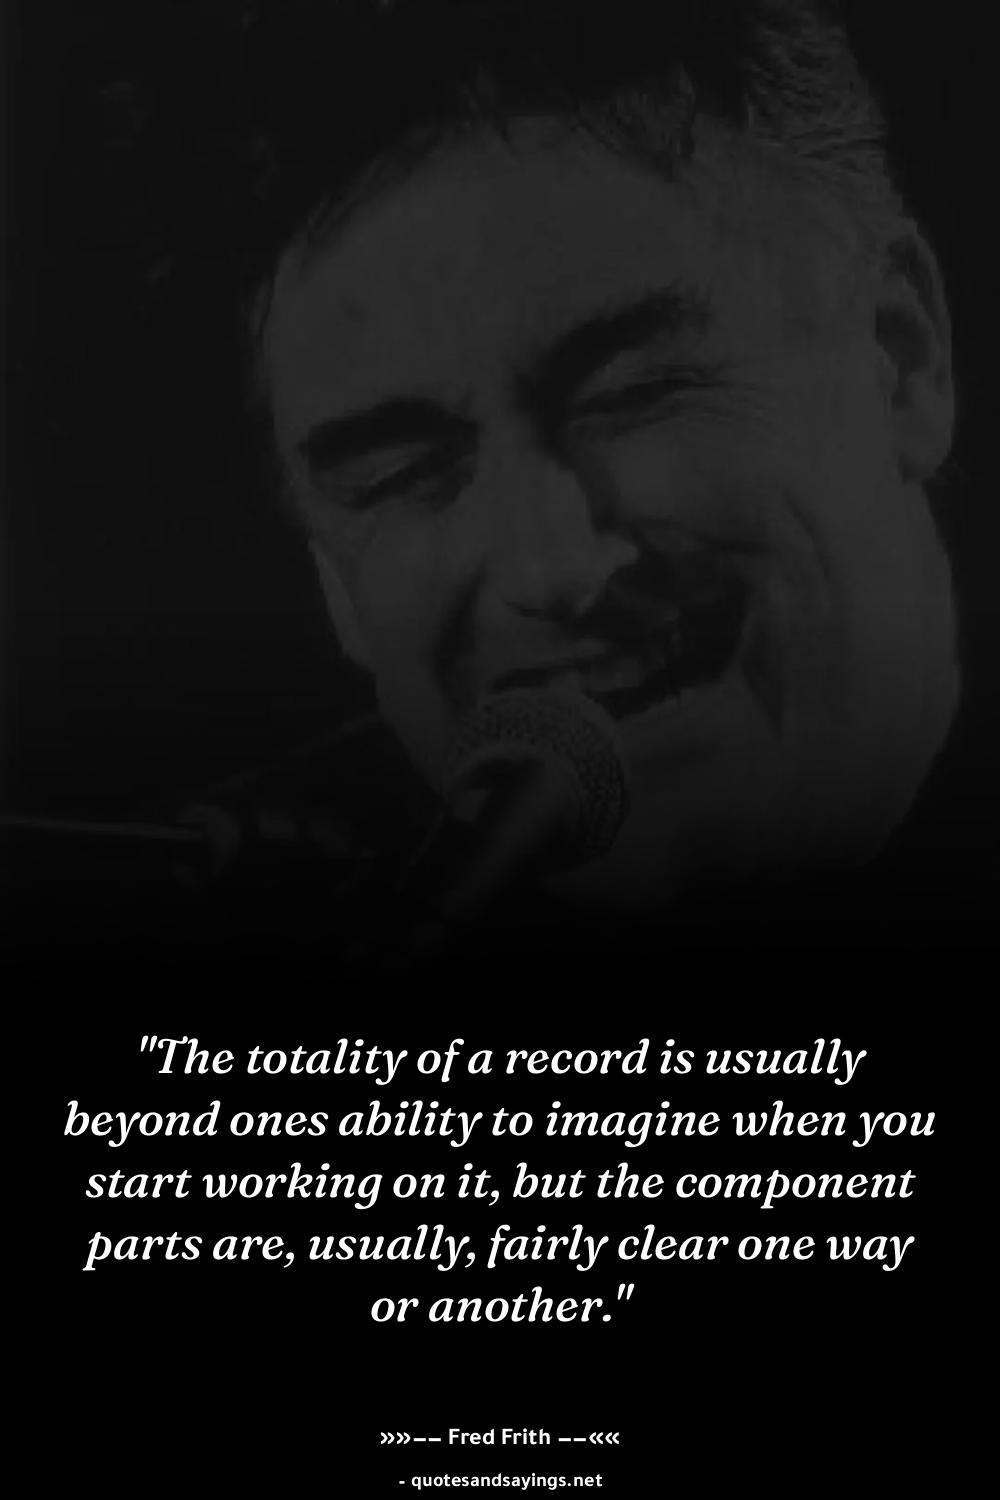 "The totality of a record is usually
beyond ones ability to imagine when you
start working on it, but the component
parts are, usually, fairly clear one way
or another."
»»−− Fred Frith −−««
- quotesandsayings.net